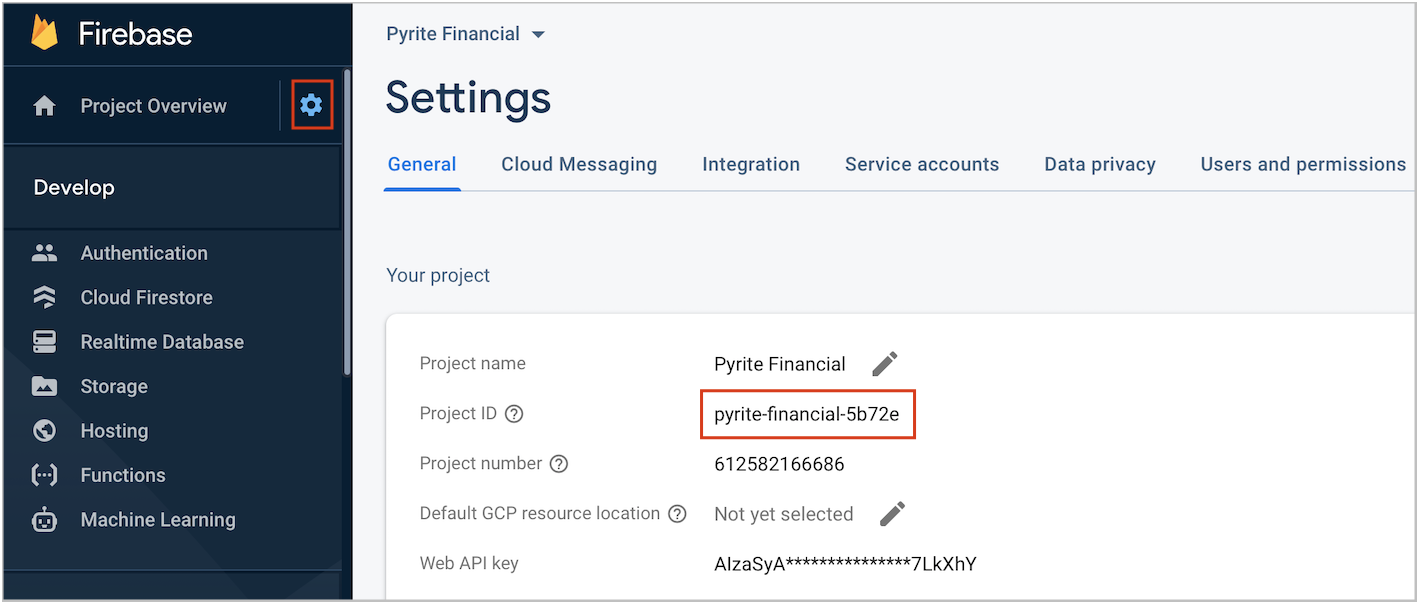 Firebase
Project Overview
Develop
Authentication
Cloud Firestore
Realtime Database
Storage
Hosting
Functions
Machine Learning
Pyrite Financial
Settings
General Cloud Messaging Integration Service accounts Data privacy Users and permissions
Your project
Project name Pyrite Financial
Project ID ? pyrite-financial-5b72e
Project number ? 612582166686
Default GCP resource location ? Not yet selected
Web API key AIzaSyA***************7LkXhY